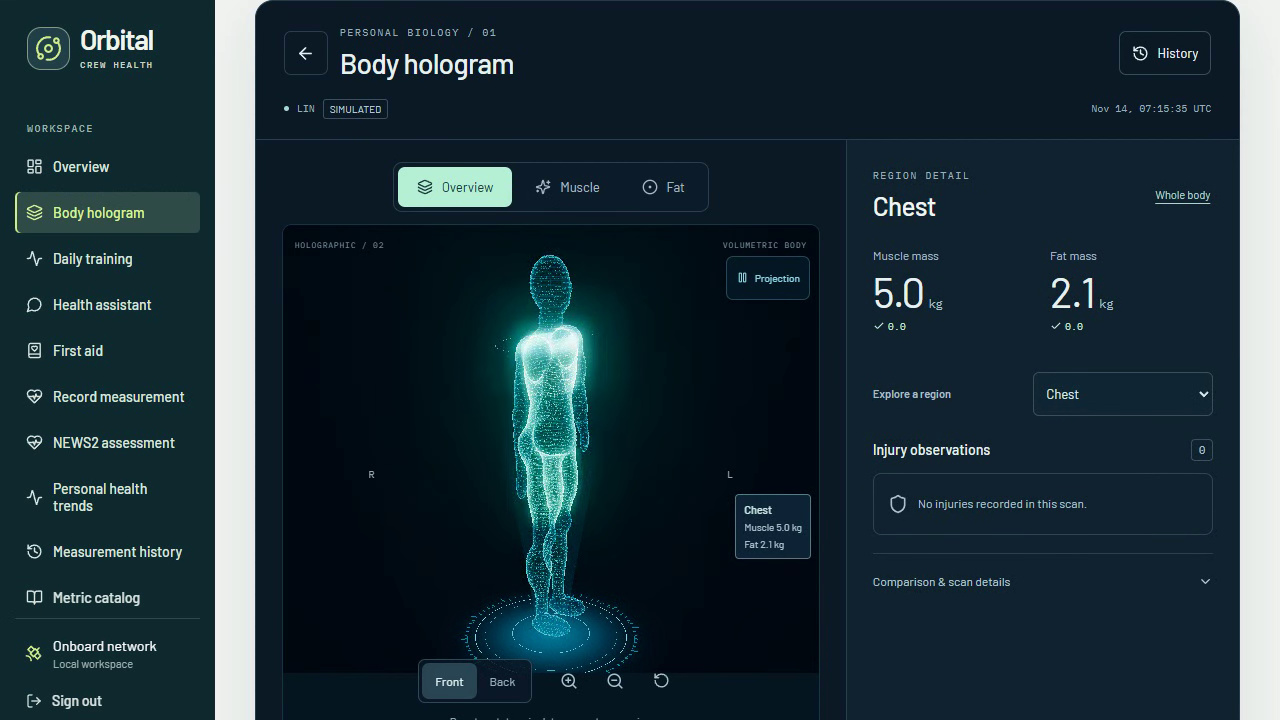 Orbital
CREW HEALTH
WORKSPACE
Overview
Body hologram
Daily training
Health assistant
First aid
Record measurement
NEWS2 assessment
Personal health
trends
Measurement history
Metric catalog
Onboard network
Local workspace
Sign out
PERSONAL BIOLOGY / 01
Body hologram
History
LIN SIMULATED
Nov 14, 07:15:35 UTC
Overview Muscle Fat
HOLOGRAPHIC / 02
VOLUMETRIC BODY
Projection
R
L
Chest
Muscle 5.0 kg
Fat 2.1 kg
Front Back
REGION DETAIL
Chest
Whole body
Muscle mass
5.0 kg
0.0
Fat mass
2.1 kg
0.0
Explore a region
Chest
Injury observations
0
No injuries recorded in this scan.
Comparison & scan details